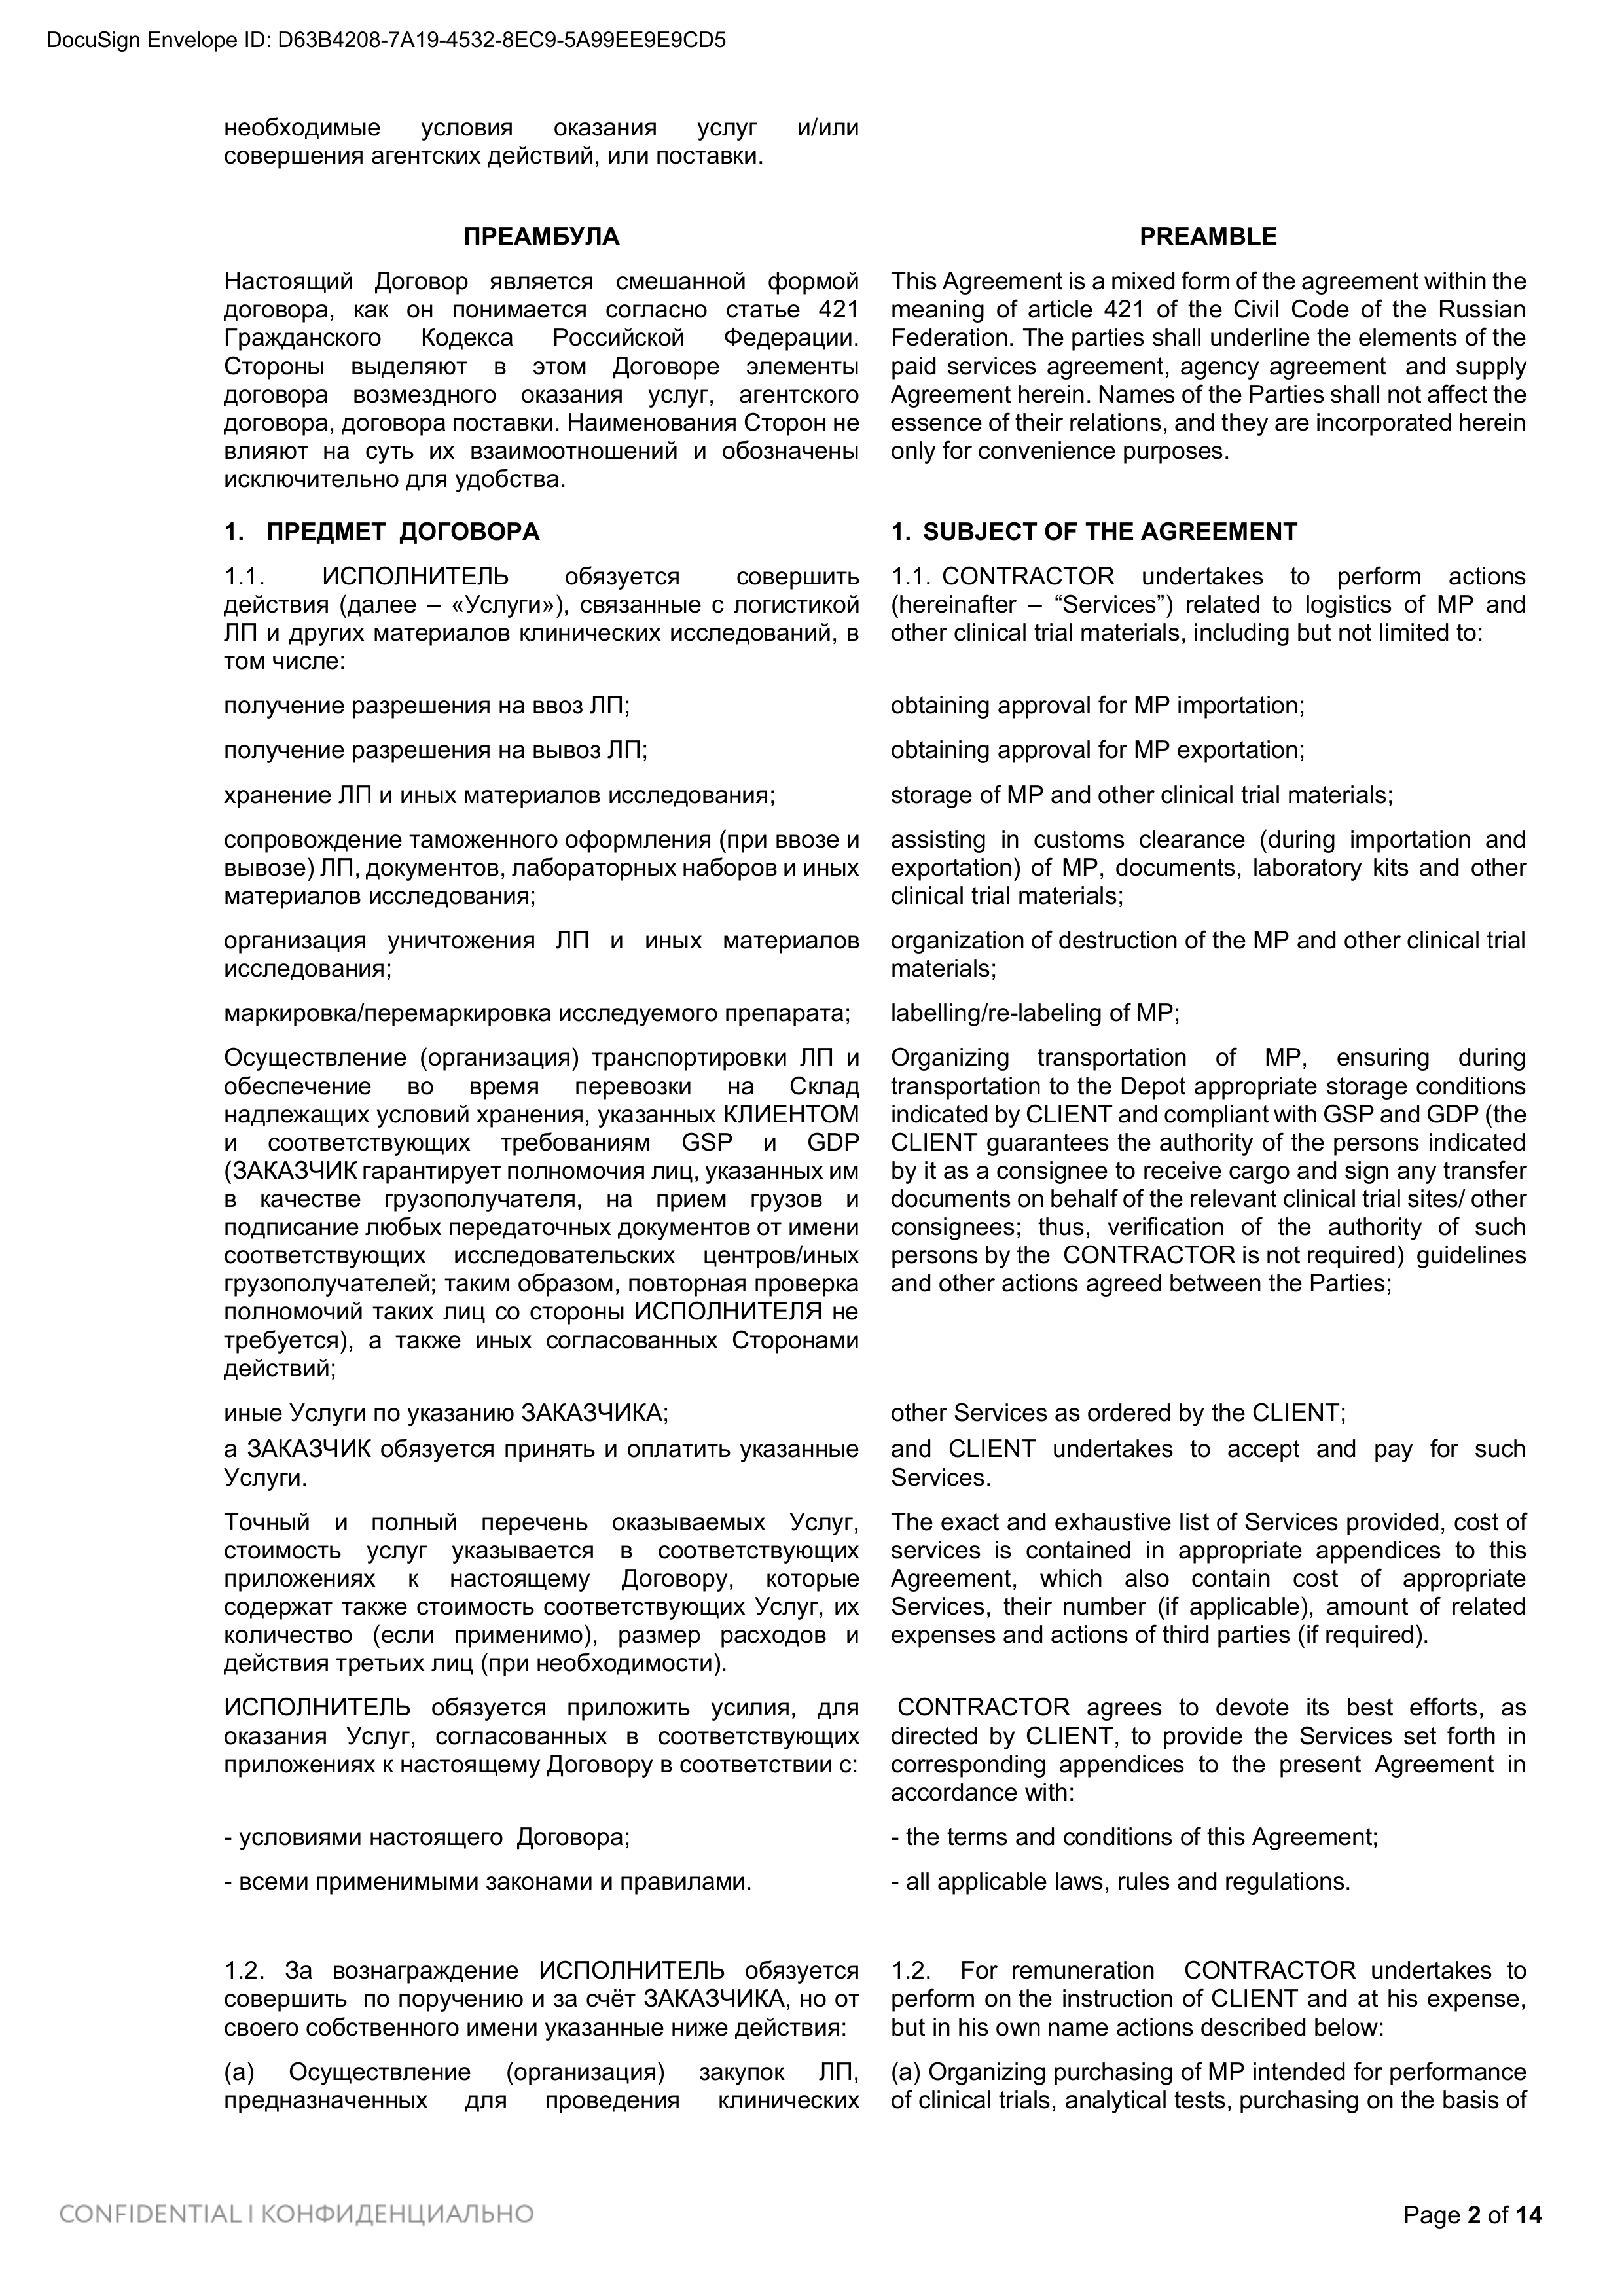 DocuSign Envelope ID: D63B4208-7A19-4532-8EC9-5A99EE9E9CD5
необходимые условия оказания услуг и/или
совершения агентских действий, или поставки.
ПРЕАМБУЛА
Настоящий Договор является смешанной формой
договора, как он понимается согласно статье 421
Гражданского Кодекса Российской Федерации.
Стороны выделяют в этом Договоре элементы
договора возмездного оказания услуг, агентского
договора, договора поставки. Наименования Сторон не
влияют на суть их взаимоотношений и обозначены
исключительно для удобства.
PREAMBLE
This Agreement is a mixed form of the agreement within the
meaning of article 421 of the Civil Code of the Russian
Federation. The parties shall underline the elements of the
paid services agreement, agency agreement and supply
Agreement herein. Names of the Parties shall not affect the
essence of their relations, and they are incorporated herein
only for convenience purposes.
1. ПРЕДМЕТ ДОГОВОРА
1. SUBJECT OF THE AGREEMENT
1.1. ИСПОЛНИТЕЛЬ обязуется совершить
действия (далее – «Услуги»), связанные с логистикой
ЛП и других материалов клинических исследований, в
том числе:
1.1. CONTRACTOR undertakes to perform actions
(hereinafter – “Services”) related to logistics of MP and
other clinical trial materials, including but not limited to:
получение разрешения на ввоз ЛП;
obtaining approval for MP importation;
получение разрешения на вывоз ЛП;
obtaining approval for MP exportation;
хранение ЛП и иных материалов исследования;
storage of MP and other clinical trial materials;
сопровождение таможенного оформления (при ввозе и
вывозе) ЛП, документов, лабораторных наборов и иных
материалов исследования;
assisting in customs clearance (during importation and
exportation) of MP, documents, laboratory kits and other
clinical trial materials;
организация уничтожения ЛП и иных материалов
исследования;
organization of destruction of the MP and other clinical trial
materials;
маркировка/перемаркировка исследуемого препарата;
labelling/re-labeling of MP;
Осуществление (организация) транспортировки ЛП и
обеспечение во время перевозки на Склад
надлежащих условий хранения, указанных КЛИЕНТОМ
и соответствующих требованиям GSP и GDP
(ЗАКАЗЧИК гарантирует полномочия лиц, указанных им
в качестве грузополучателя, на прием грузов и
подписание любых передаточных документов от имени
соответствующих исследовательских центров/иных
грузополучателей; таким образом, повторная проверка
полномочий таких лиц со стороны ИСПОЛНИТЕЛЯ не
требуется), а также иных согласованных Сторонами
действий;
Organizing transportation of MP, ensuring during
transportation to the Depot appropriate storage conditions
indicated by CLIENT and compliant with GSP and GDP (the
CLIENT guarantees the authority of the persons indicated
by it as a consignee to receive cargo and sign any transfer
documents on behalf of the relevant clinical trial sites/ other
consignees; thus, verification of the authority of such
persons by the CONTRACTOR is not required) guidelines
and other actions agreed between the Parties;
иные Услуги по указанию ЗАКАЗЧИКА;
other Services as ordered by the CLIENT;
а ЗАКАЗЧИК обязуется принять и оплатить указанные
Услуги.
and CLIENT undertakes to accept and pay for such
Services.
Точный и полный перечень оказываемых Услуг,
стоимость услуг указывается в соответствующих
приложениях к настоящему Договору, которые
содержат также стоимость соответствующих Услуг, их
количество (если применимо), размер расходов и
действия третьих лиц (при необходимости).
The exact and exhaustive list of Services provided, cost of
services is contained in appropriate appendices to this
Agreement, which also contain cost of appropriate
Services, their number (if applicable), amount of related
expenses and actions of third parties (if required).
ИСПОЛНИТЕЛЬ обязуется приложить усилия, для
оказания Услуг, согласованных в соответствующих
приложениях к настоящему Договору в соответствии с:
CONTRACTOR agrees to devote its best efforts, as
directed by CLIENT, to provide the Services set forth in
corresponding appendices to the present Agreement in
accordance with:
- условиями настоящего Договора;
- the terms and conditions of this Agreement;
- всеми применимыми законами и правилами.
- all applicable laws, rules and regulations.
1.2. За вознаграждение ИСПОЛНИТЕЛЬ обязуется
совершить по поручению и за счёт ЗАКАЗЧИКА, но от
своего собственного имени указанные ниже действия:
1.2. For remuneration CONTRACTOR undertakes to
perform on the instruction of CLIENT and at his expense,
but in his own name actions described below:
(а) Осуществление (организация) закупок ЛП,
предназначенных для проведения клинических
(a) Organizing purchasing of MP intended for performance
of clinical trials, analytical tests, purchasing on the basis of
CONFIDENTIAL I КОНФИДЕНЦИАЛЬНО
Page 2 of 14